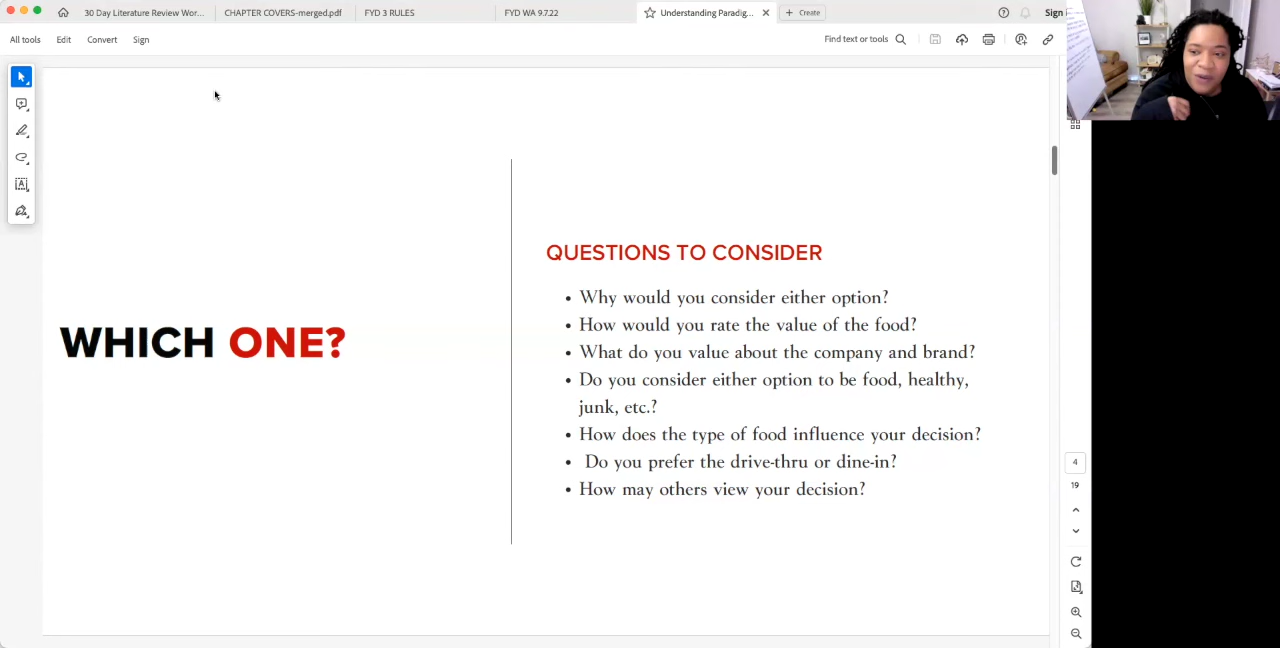 30 Day Literature Review Wor...
CHAPTER COVERS-merged.pdf
FYD 3 RULES
FYD WA 9.7.22
Understanding Paradig...
Create
Sign
All tools
Edit
Convert
Sign
Find text or tools
WHICH ONE?
QUESTIONS TO CONSIDER
• Why would you consider either option?
• How would you rate the value of the food?
• What do you value about the company and brand?
• Do you consider either option to be food, healthy,
junk, etc.?
• How does the type of food influence your decision?
• Do you prefer the drive-thru or dine-in?
• How may others view your decision?
4
19